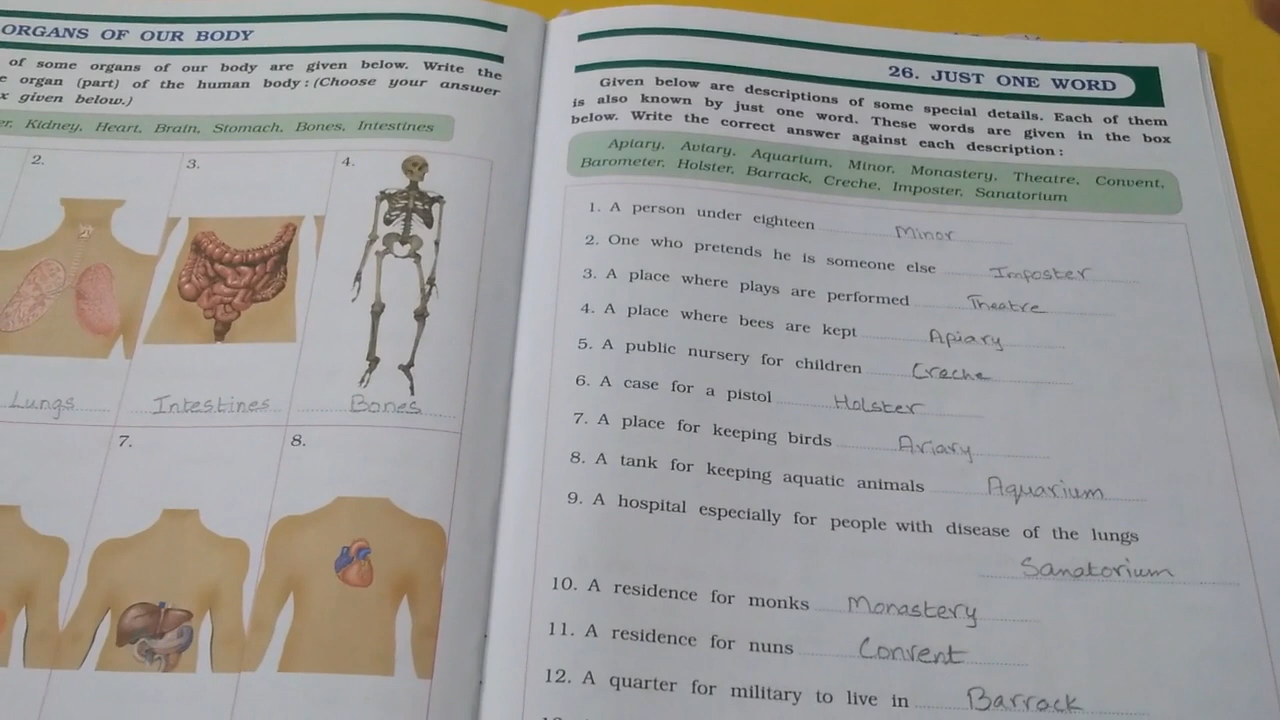 ORGANS OF OUR BODY
of some organs of our body are given below. Write the
organ (part) of the human body: (Choose your answer
given below.)
Kidney, Heart, Brain, Stomach, Bones, Intestines
2.
3.
4.
Lungs
Intestines
Bones
7.
8.
26. JUST ONE WORD
Given below are descriptions of some special details. Each of them
is also known by just one word. These words are given in the box
below. Write the correct answer against each description:
Apiary, Aviary, Aquarium, Minor, Monastery, Theatre, Convent,
Barometer, Holster, Barrack, Creche, Imposter, Sanatorium
1. A person under eighteen Minor
2. One who pretends he is someone else Imposter
3. A place where plays are performed Theatre
4. A place where bees are kept Apiary
5. A public nursery for children Creche
6. A case for a pistol Holster
7. A place for keeping birds Aviary
8. A tank for keeping aquatic animals Aquarium
9. A hospital especially for people with disease of the lungs
Sanatorium
10. A residence for monks Monastery
11. A residence for nuns Convent
12. A quarter for military to live in Barrack